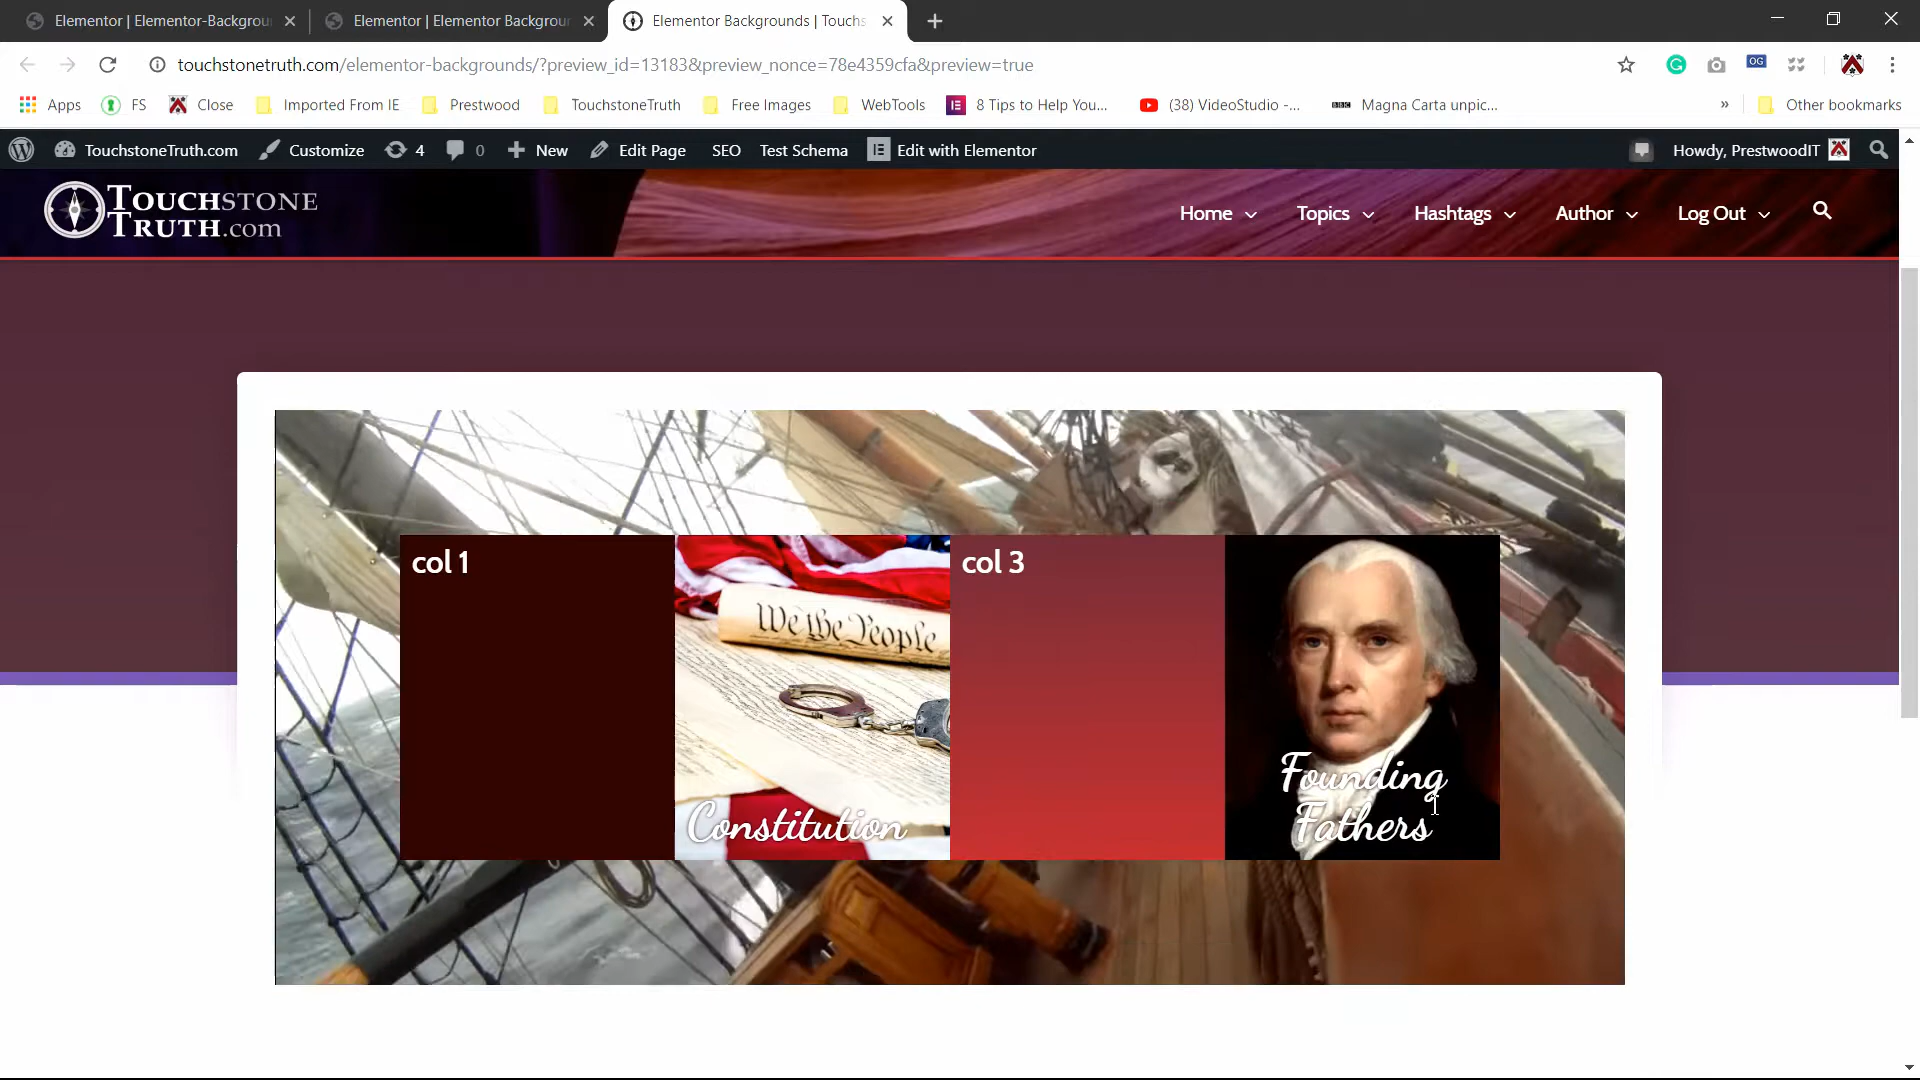 Elementor | Elementor-Backgrou
Elementor | Elementor Backgrour
Elementor Backgrounds | Touchs
touchstonetruth.com/elementor-backgrounds/?preview_id=13183&preview_nonce=78e4359cfa&preview=true
OG
Apps
FS
Close
Imported From IE
Prestwood
TouchstoneTruth
Free Images
WebTools
8 Tips to Help You...
(38) VideoStudio -...
BBC
Magna Carta unpic...
»
Other bookmarks
TouchstoneTruth.com
Customize
4
0
New
Edit Page
SEO
Test Schema
Edit with Elementor
Howdy, PrestwoodIT
TOUCHSTONE
TRUTH.com
Home
Topics
Hashtags
Author
Log Out
col 1
We the People
Constitution
col 3
Founding
Fathers